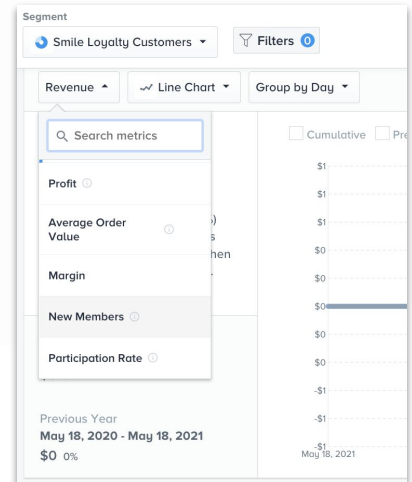 Segment
Smile Loyalty Customers
Filters 0
Revenue
Line Chart
Group by Day
Search metrics
Cumulative
Profit
Average Order
Value
Margin
New Members
Participation Rate
hen
$1
$1
$1
$0
$0
$0
$0
$0
-$1
-$1
-$1
May 18, 2021
Previous Year
May 18, 2020 - May 18, 2021
$0 0%